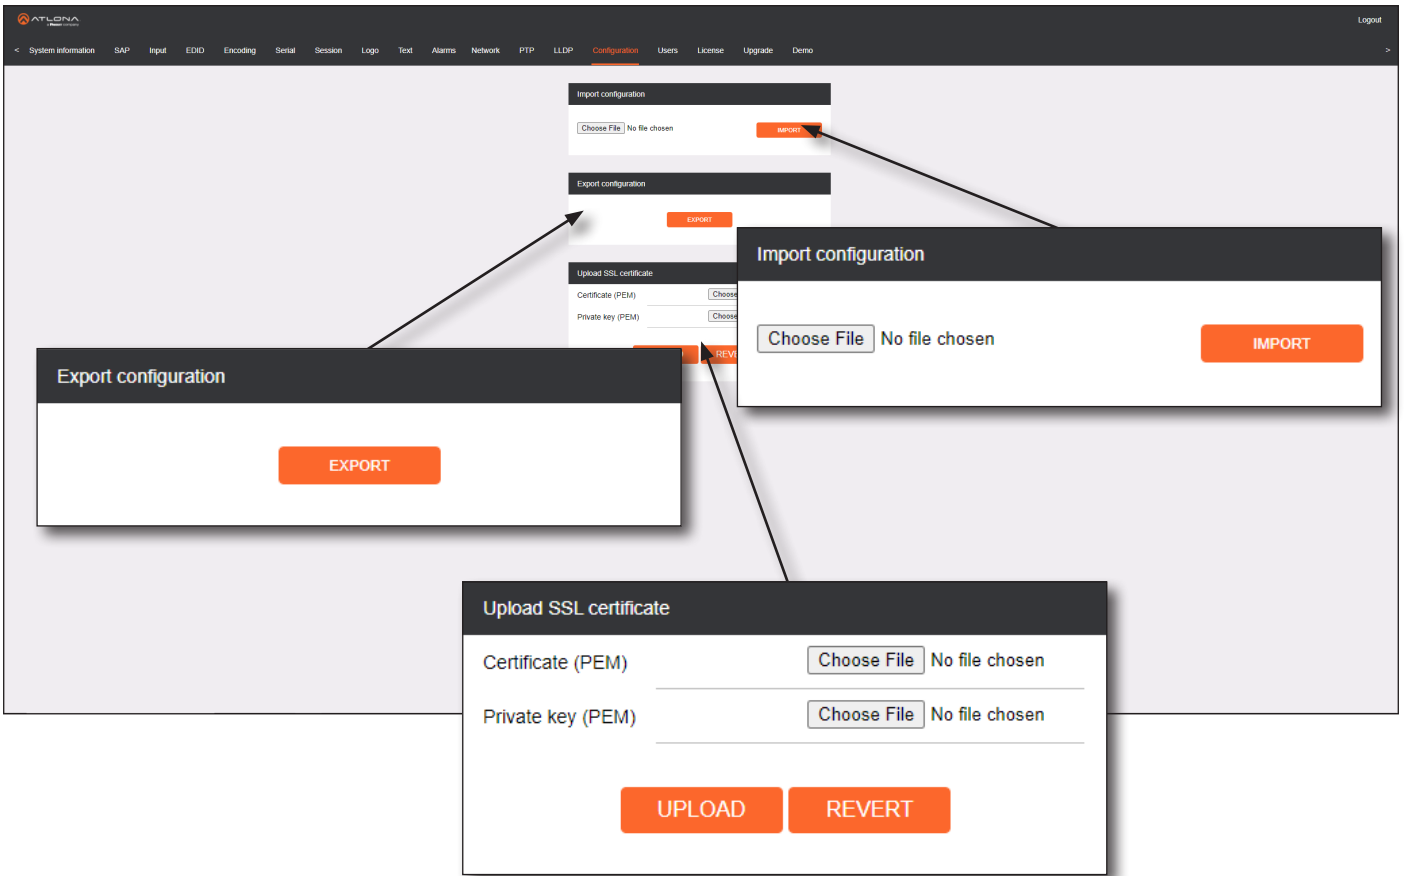 ATLONA
Logout
< System information SAP Input EDID Encoding Serial Session Logo Text Alarms Network PTP LLDP Configuration Users License Upgrade Demo >
Import configuration
Choose File No file chosen IMPORT
Export configuration
EXPORT
Upload SSL certificate
Certificate (PEM) Choose
Private key (PEM) Choose
Import configuration
Choose File No file chosen IMPORT
Export configuration
EXPORT
Upload SSL certificate
Certificate (PEM) Choose File No file chosen
Private key (PEM) Choose File No file chosen
UPLOAD REVERT